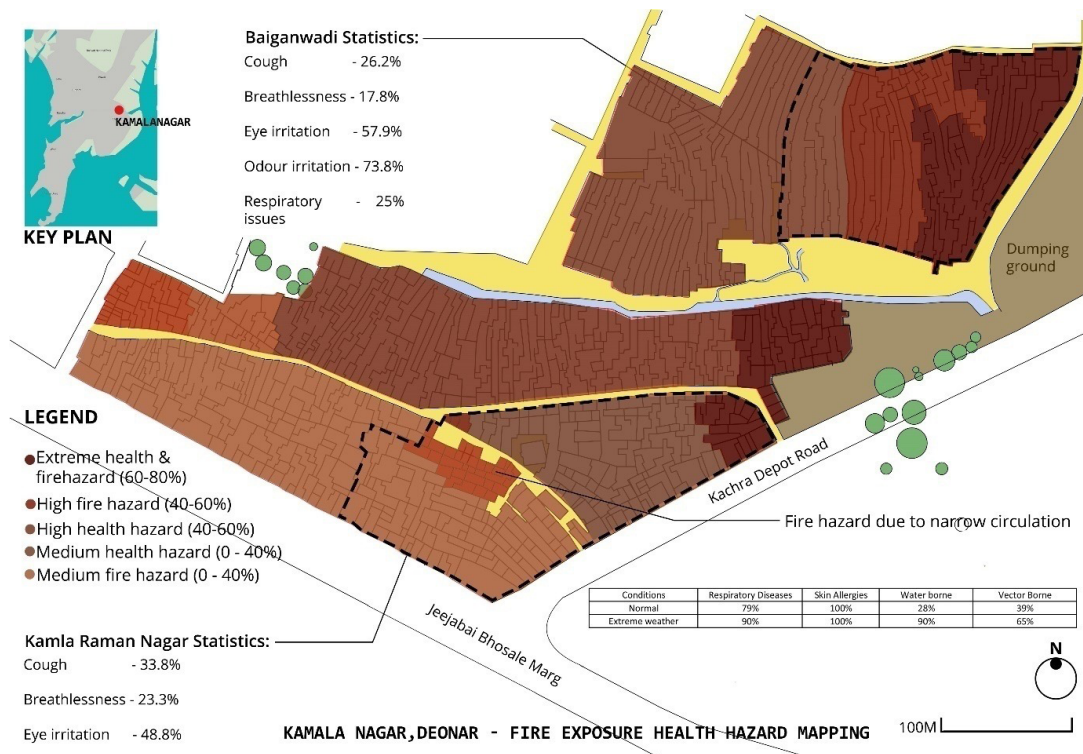 KAMALANAGAR
KEY PLAN
Baiganwadi Statistics:
Cough - 26.2%
Breathlessness - 17.8%
Eye irritation - 57.9%
Odour irritation - 73.8%
Respiratory - 25%
issues
Dumping
ground
LEGEND
Extreme health &
firehazard (60-80%)
High fire hazard (40-60%)
High health hazard (40-60%)
Medium health hazard (0 - 40%)
Medium fire hazard (0 - 40%)
Kachra Depot Road
Fire hazard due to narrow circulation
Jeejabai Bhosale Marg
Conditions Respiratory Diseases Skin Allergies Water borne Vector Borne
Normal 79% 100% 28% 39%
Extreme weather 90% 100% 90% 65%
Kamla Raman Nagar Statistics:
Cough - 33.8%
Breathlessness - 23.3%
Eye irritation - 48.8%
N
100M
KAMALA NAGAR,DEONAR - FIRE EXPOSURE HEALTH HAZARD MAPPING